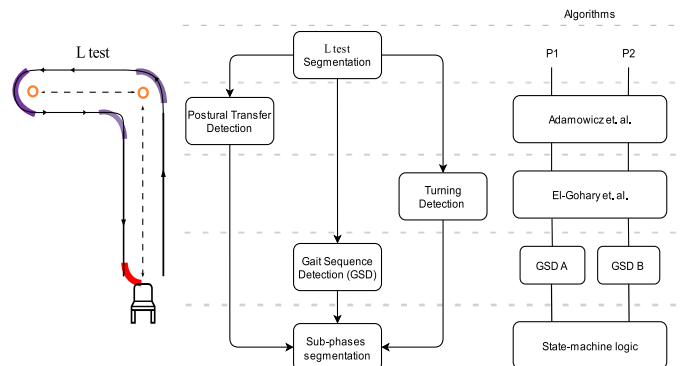 Algorithms
L test
L test
Segmentation
P1
P2
Postural Transfer
Detection
Adamowicz et. al.
Turning
Detection
El-Gohary et. al.
Gait Sequence
Detection (GSD)
GSD A
GSD B
Sub-phases
segmentation
State-machine logic